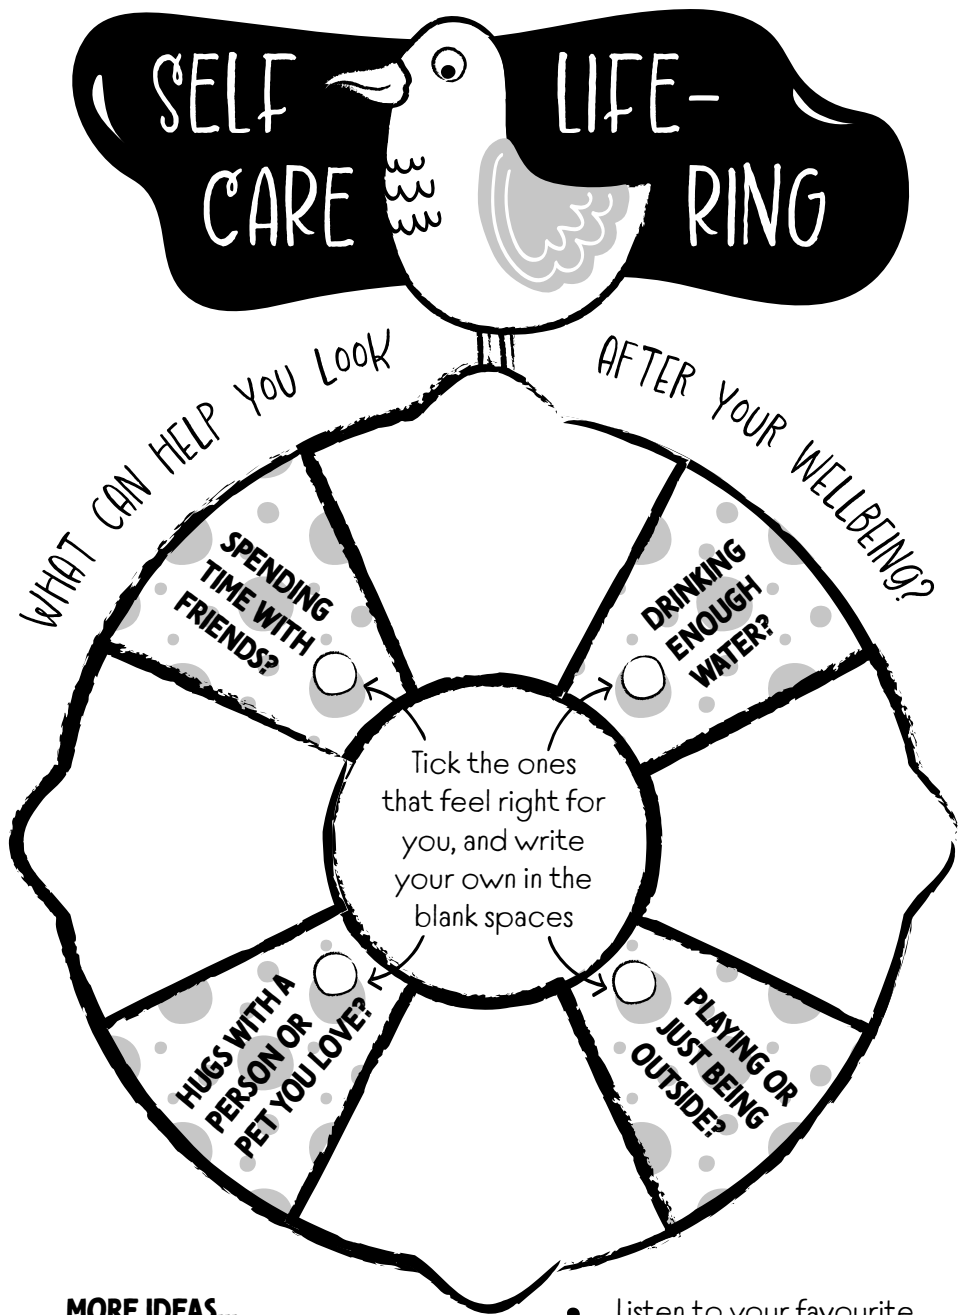 SELF
CARE
LIFE-
RING
WHAT CAN HELP YOU LOOK
AFTER YOUR WELLBEING?
SPENDING
TIME WITH
FRIENDS?
DRINKING
ENOUGH
WATER?
Tick the ones
that feel right for
you, and write
your own in the
blank spaces
HUGS WITH A
PERSON OR
PET YOU LOVE?
PLAYING OR
JUST BEING
OUTSIDE?
MORE IDEAS...
• Listen to your favourite